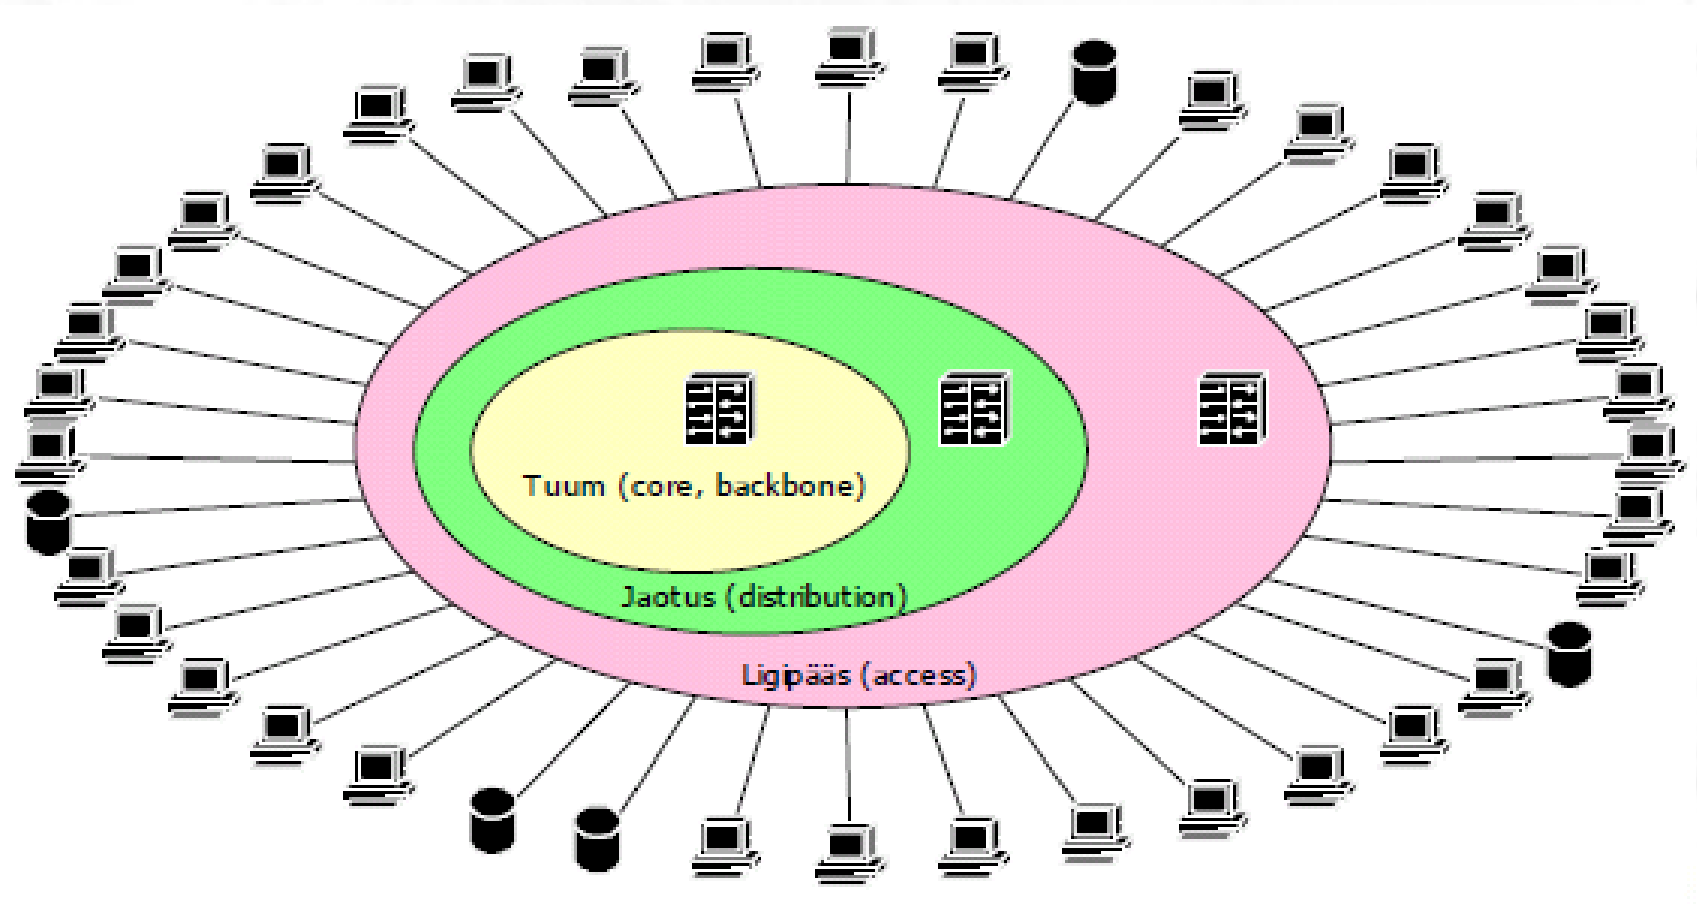 Tuum (core, backbone)
Jaotus (distribution)
Ligipääs (access)